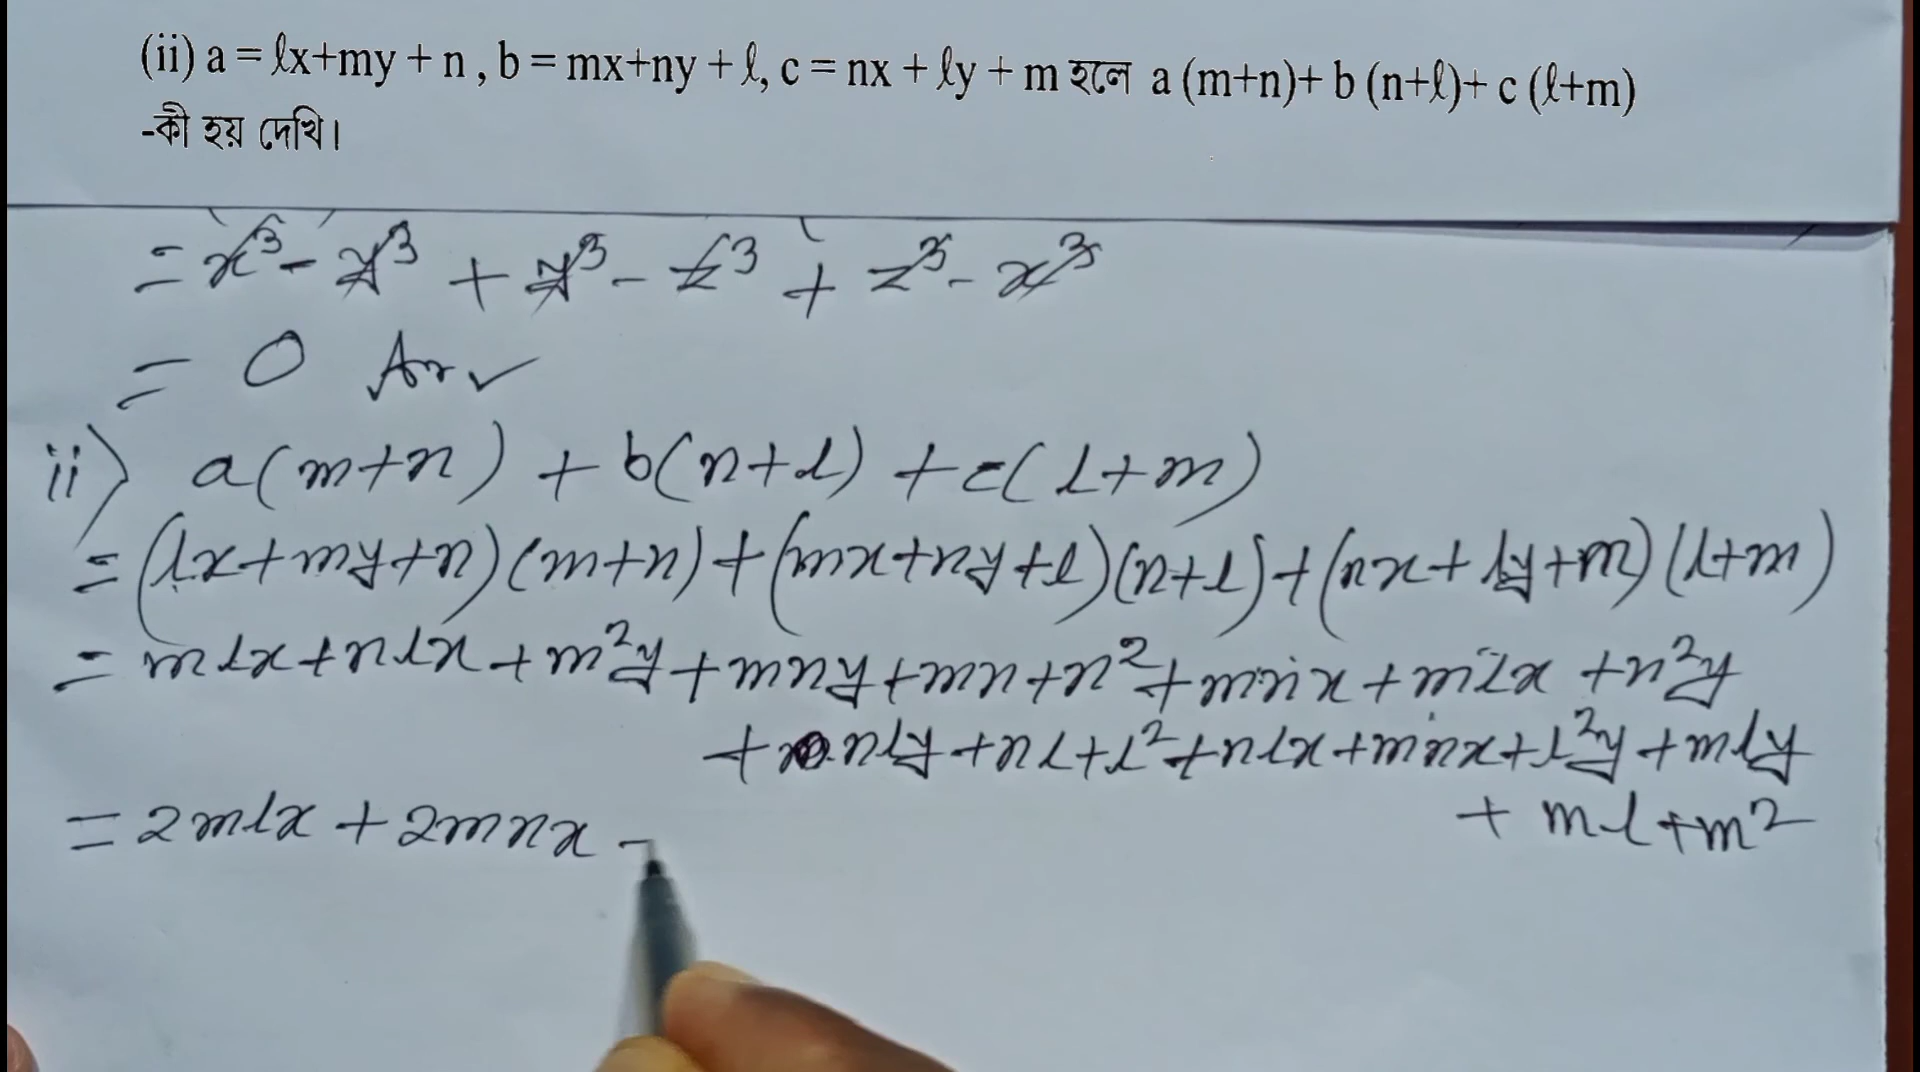 (ii) a = ℓx+my + n , b = mx+ny + ℓ, c = nx + ℓy + m হলে a (m+n)+ b (n+ℓ)+ c (ℓ+m)
-কী হয় দেখি।
= x³ - y³ + y³ - z³ + z³ - x³
= 0 Ans
ii) a(m+n) + b(n+l) + c(l+m)
= (lx+my+n)(m+n)+(mx+ny+l)(n+l)+(nx+ly+m)(l+m)
= mlx+nlx+m²y+mny+mn+n²+mnx+mlx+n²y
+nly+nl+l²+nlx+mnx+l²y+mly
+ml+m²
= 2mlx + 2mnx -